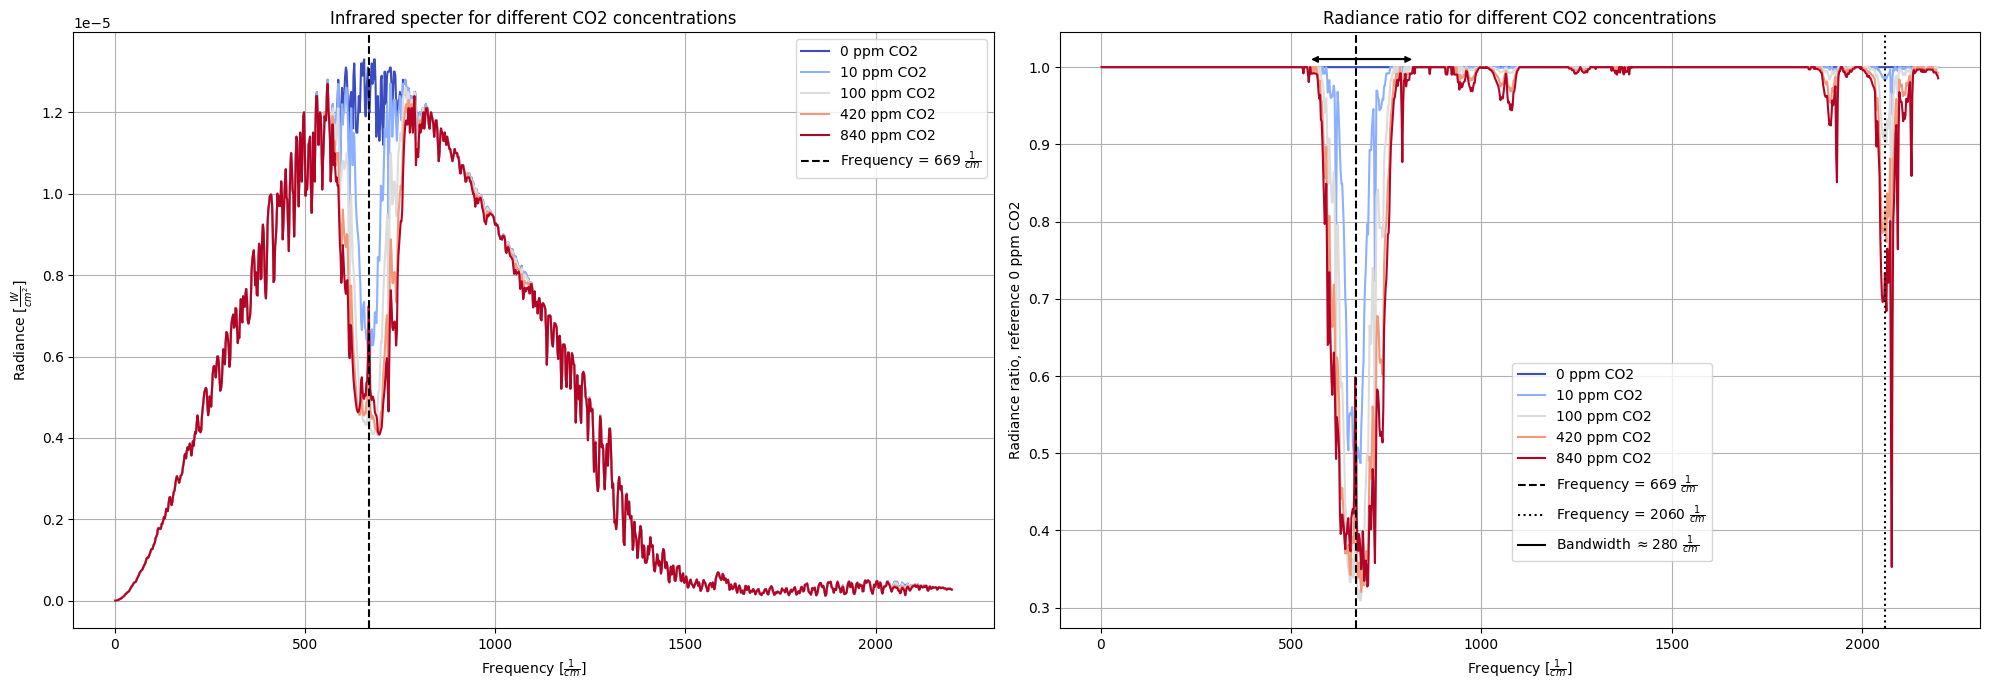 Infrared specter for different CO2 concentrations
1e−5
Radiance [W/cm²]
1.2
1.0
0.8
0.6
0.4
0.2
0.0
0 ppm CO2
10 ppm CO2
100 ppm CO2
420 ppm CO2
840 ppm CO2
Frequency = 669 1/cm
0 500 1000 1500 2000
Frequency [1/cm]
Radiance ratio for different CO2 concentrations
Radiance ratio, reference 0 ppm CO2
1.0
0.9
0.8
0.7
0.6
0.5
0.4
0.3
0 ppm CO2
10 ppm CO2
100 ppm CO2
420 ppm CO2
840 ppm CO2
Frequency = 669 1/cm
Frequency = 2060 1/cm
Bandwidth ≈ 280 1/cm
0 500 1000 1500 2000
Frequency [1/cm]